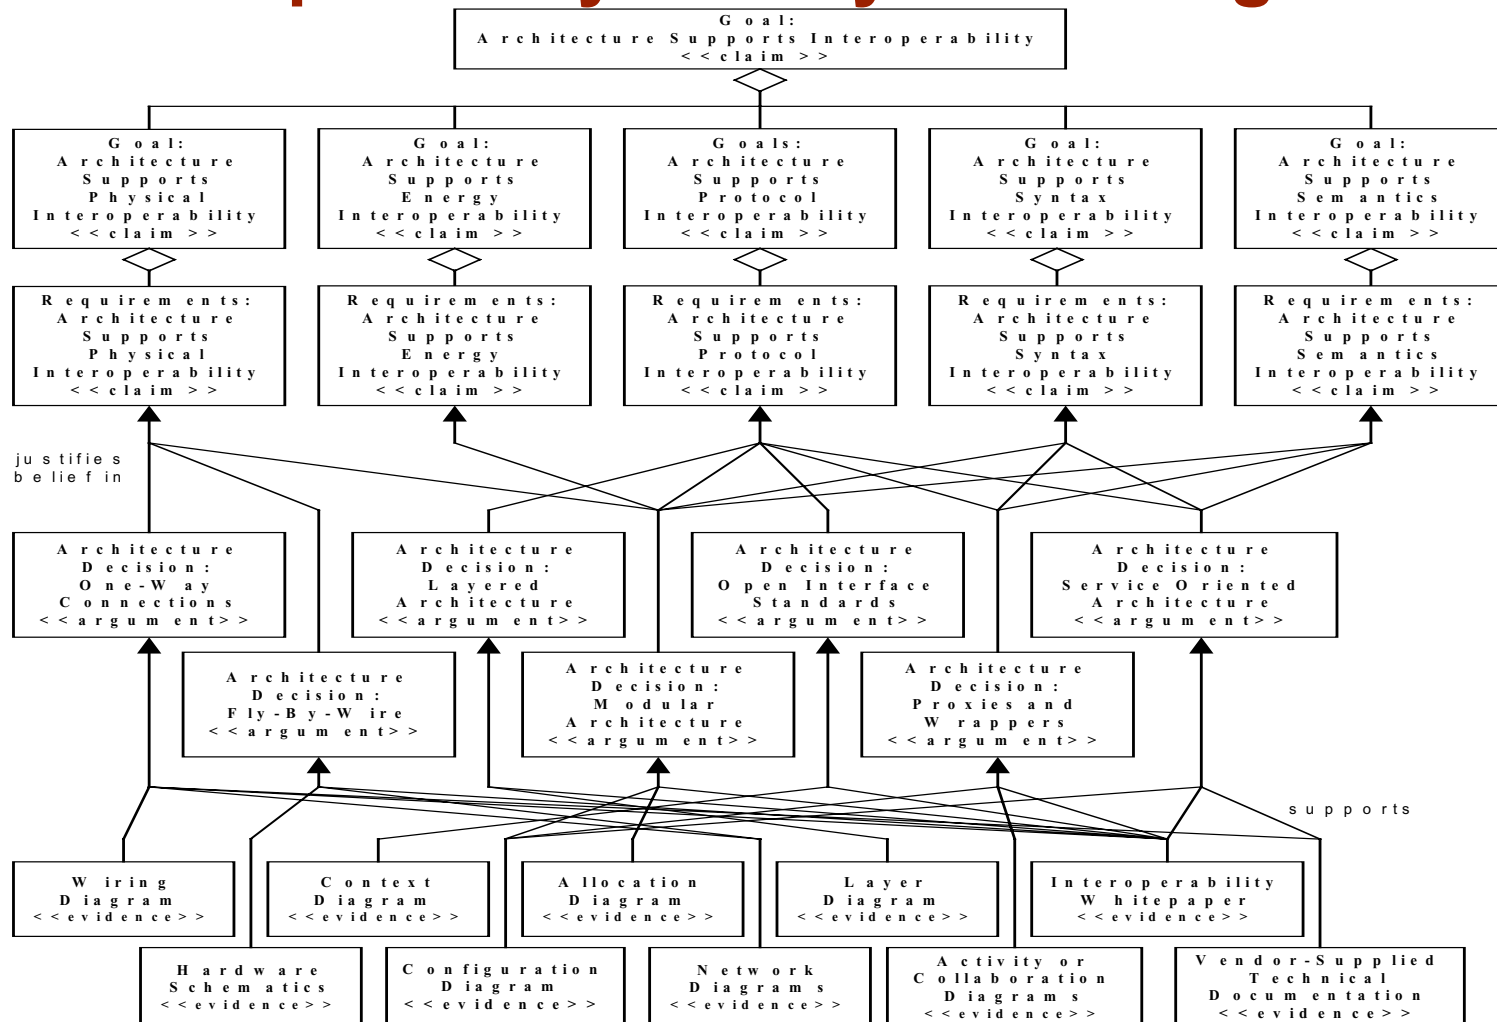 Goal:
Architecture Supports Interoperability
<<claim>>
Goal:
Architecture
Supports
Physical
Interoperability
<<claim>>
Goal:
Architecture
Supports
Energy
Interoperability
<<claim>>
Goals:
Architecture
Supports
Protocol
Interoperability
<<claim>>
Goal:
Architecture
Supports
Syntax
Interoperability
<<claim>>
Goal:
Architecture
Supports
Semantics
Interoperability
<<claim>>
Requirements:
Architecture
Supports
Physical
Interoperability
<<claim>>
Requirements:
Architecture
Supports
Energy
Interoperability
<<claim>>
Requirements:
Architecture
Supports
Protocol
Interoperability
<<claim>>
Requirements:
Architecture
Supports
Syntax
Interoperability
<<claim>>
Requirements:
Architecture
Supports
Semantics
Interoperability
<<claim>>
justifies
belief in
Architecture
Decision:
One-Way
Connections
<<argument>>
Architecture
Decision:
Layered
Architecture
<<argument>>
Architecture
Decision:
Open Interface
Standards
<<argument>>
Architecture
Decision:
Service Oriented
Architecture
<<argument>>
Architecture
Decision:
Fly-By-Wire
<<argument>>
Architecture
Decision:
Modular
Architecture
<<argument>>
Architecture
Decision:
Proxies and
Wrappers
<<argument>>
supports
Wiring
Diagram
<<evidence>>
Context
Diagram
<<evidence>>
Allocation
Diagram
<<evidence>>
Layer
Diagram
<<evidence>>
Interoperability
Whitepaper
<<evidence>>
Hardware
Schematics
<<evidence>>
Configuration
Diagram
<<evidence>>
Network
Diagrams
<<evidence>>
Activity or
Collaboration
Diagrams
<<evidence>>
Vendor-Supplied
Technical
Documentation
<<evidence>>